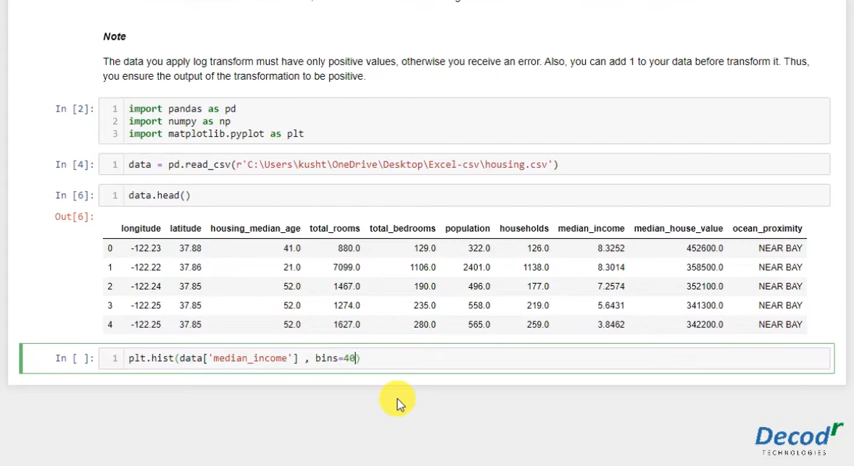 Note
The data you apply log transform must have only positive values, otherwise you receive an error. Also, you can add 1 to your data before transform it. Thus,
you ensure the output of the transformation to be positive.
In [2]: 1 import pandas as pd
2 import numpy as np
3 import matplotlib.pyplot as plt
In [4]: 1 data = pd.read_csv(r'C:\Users\kusht\OneDrive\Desktop\Excel-csv\housing.csv')
In [6]: 1 data.head()
Out[6]:
longitude latitude housing_median_age total_rooms total_bedrooms population households median_income median_house_value ocean_proximity
0 -122.23 37.88 41.0 880.0 129.0 322.0 126.0 8.3252 452600.0 NEAR BAY
1 -122.22 37.86 21.0 7099.0 1106.0 2401.0 1138.0 8.3014 358500.0 NEAR BAY
2 -122.24 37.85 52.0 1467.0 190.0 496.0 177.0 7.2574 352100.0 NEAR BAY
3 -122.25 37.85 52.0 1274.0 235.0 558.0 219.0 5.6431 341300.0 NEAR BAY
4 -122.25 37.85 52.0 1627.0 280.0 565.0 259.0 3.8462 342200.0 NEAR BAY
In [ ]: 1 plt.hist(data['median_income'] , bins=40)
Decodr
TECHNOLOGIES